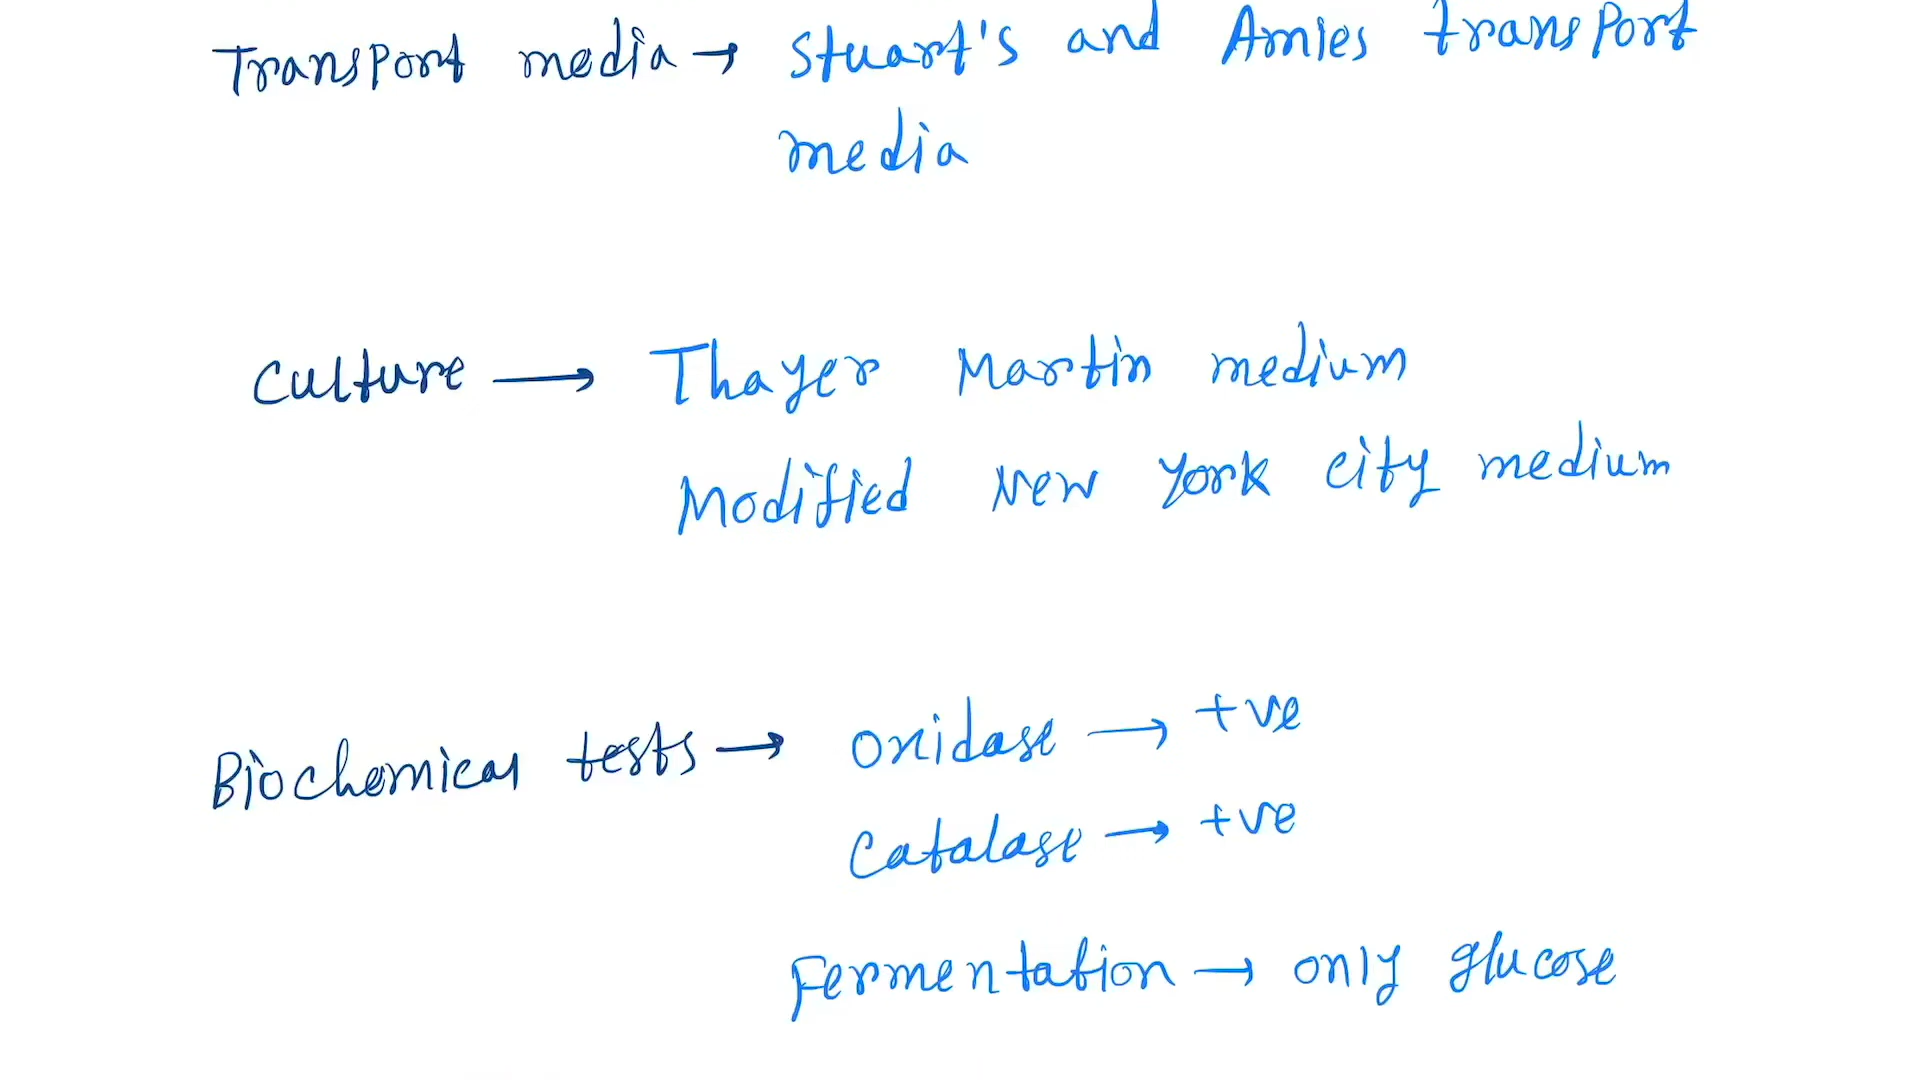 Transport media → Stuart's and Amies transport
media
Culture → Thayer Martin medium
Modified New York city medium
Biochemical tests → Oxidase → +ve
Catalase → +ve
Fermentation → only glucose